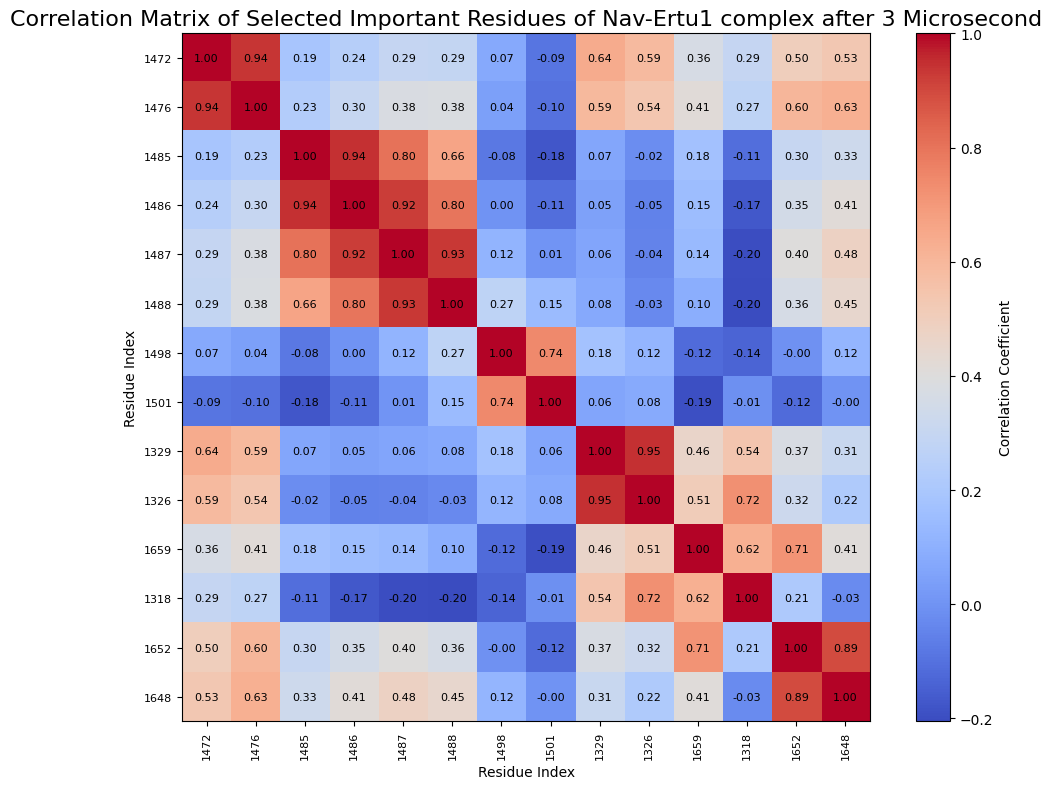 Correlation Matrix of Selected Important Residues of Nav-Ertu1 complex after 3 Microsecond
1472 1.00 0.94 0.19 0.24 0.29 0.29 0.07 -0.09 0.64 0.59 0.36 0.29 0.50 0.53
1476 0.94 1.00 0.23 0.30 0.38 0.38 0.04 -0.10 0.59 0.54 0.41 0.27 0.60 0.63
1485 0.19 0.23 1.00 0.94 0.80 0.66 -0.08 -0.18 0.07 -0.02 0.18 -0.11 0.30 0.33
1486 0.24 0.30 0.94 1.00 0.92 0.80 0.00 -0.11 0.05 -0.05 0.15 -0.17 0.35 0.41
1487 0.29 0.38 0.80 0.92 1.00 0.93 0.12 0.01 0.06 -0.04 0.14 -0.20 0.40 0.48
1488 0.29 0.38 0.66 0.80 0.93 1.00 0.27 0.15 0.08 -0.03 0.10 -0.20 0.36 0.45
1498 0.07 0.04 -0.08 0.00 0.12 0.27 1.00 0.74 0.18 0.12 -0.12 -0.14 -0.00 0.12
1501 -0.09 -0.10 -0.18 -0.11 0.01 0.15 0.74 1.00 0.06 0.08 -0.19 -0.01 -0.12 -0.00
1329 0.64 0.59 0.07 0.05 0.06 0.08 0.18 0.06 1.00 0.95 0.46 0.54 0.37 0.31
1326 0.59 0.54 -0.02 -0.05 -0.04 -0.03 0.12 0.08 0.95 1.00 0.51 0.72 0.32 0.22
1659 0.36 0.41 0.18 0.15 0.14 0.10 -0.12 -0.19 0.46 0.51 1.00 0.62 0.71 0.41
1318 0.29 0.27 -0.11 -0.17 -0.20 -0.20 -0.14 -0.01 0.54 0.72 0.62 1.00 0.21 -0.03
1652 0.50 0.60 0.30 0.35 0.40 0.36 -0.00 -0.12 0.37 0.32 0.71 0.21 1.00 0.89
1648 0.53 0.63 0.33 0.41 0.48 0.45 0.12 -0.00 0.31 0.22 0.41 -0.03 0.89 1.00
1472 1476 1485 1486 1487 1488 1498 1501 1329 1326 1659 1318 1652 1648
Residue Index
Residue Index
1.0
0.8
0.6
0.4
0.2
0.0
−0.2
Correlation Coefficient